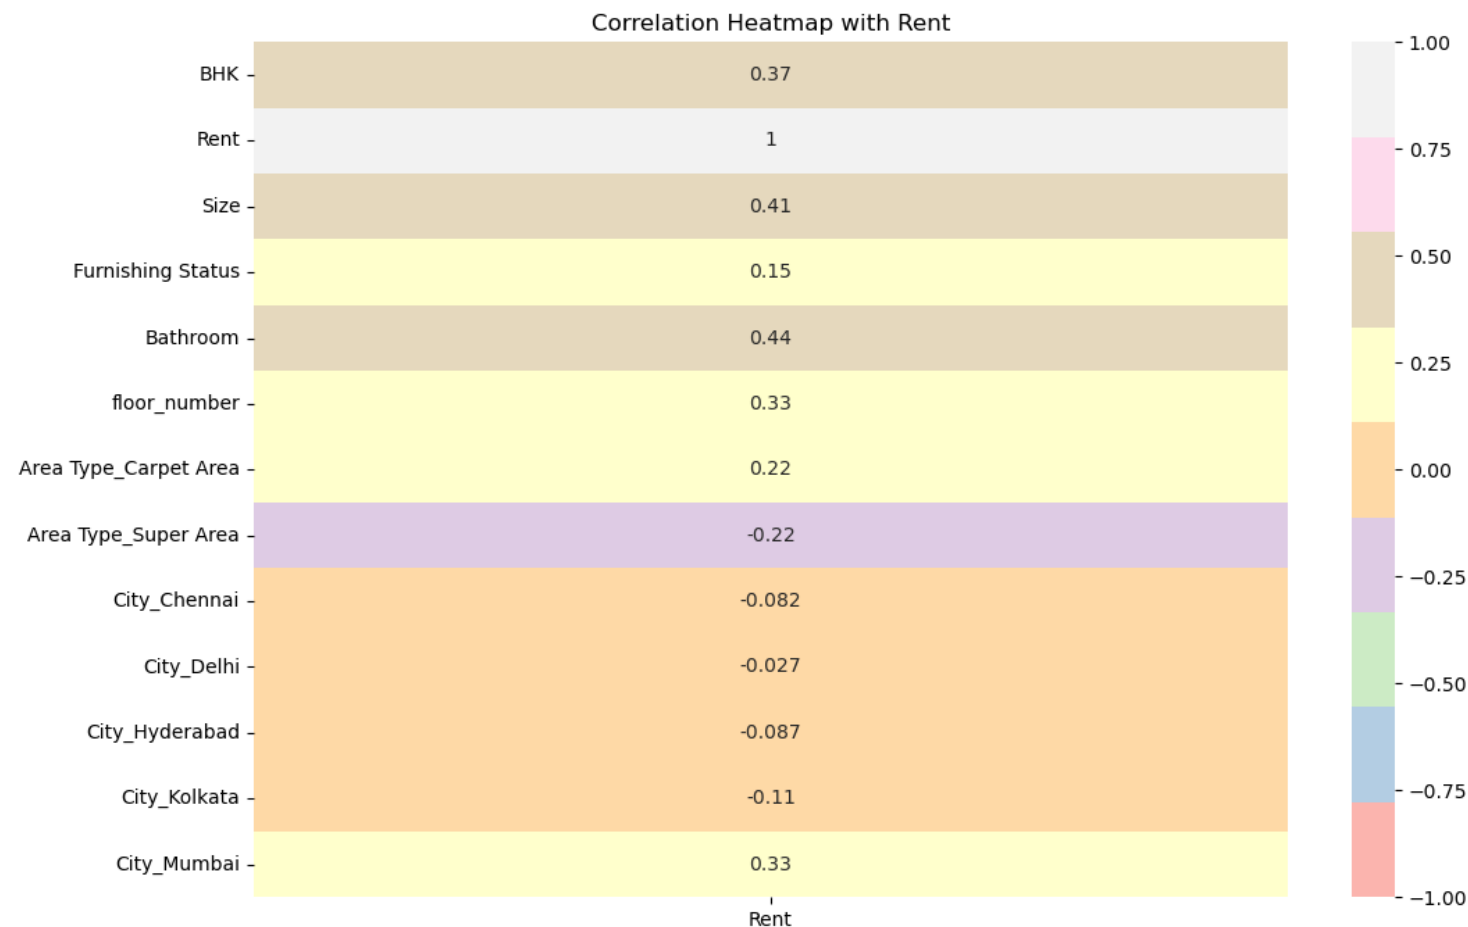 Correlation Heatmap with Rent
BHK 0.37
Rent 1
Size 0.41
Furnishing Status 0.15
Bathroom 0.44
floor_number 0.33
Area Type_Carpet Area 0.22
Area Type_Super Area -0.22
City_Chennai -0.082
City_Delhi -0.027
City_Hyderabad -0.087
City_Kolkata -0.11
City_Mumbai 0.33
Rent
1.00
0.75
0.50
0.25
0.00
−0.25
−0.50
−0.75
−1.00